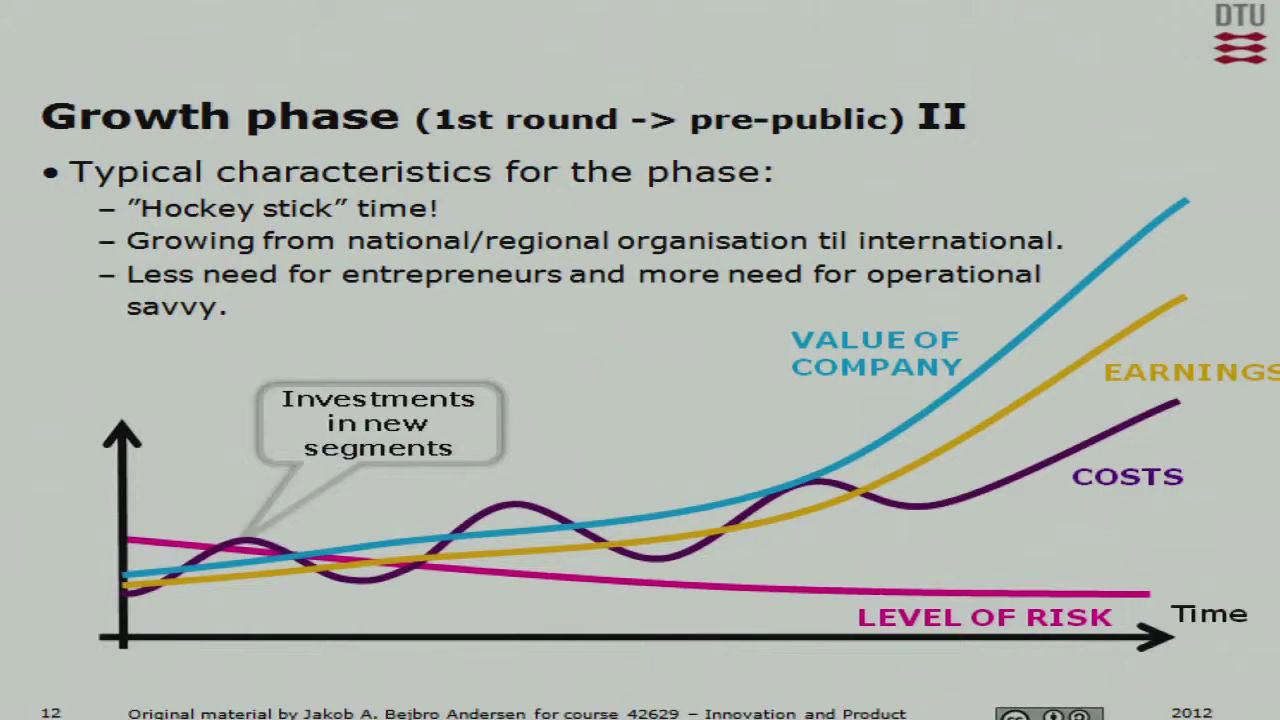 DTU
Growth phase (1st round -> pre-public) II
• Typical characteristics for the phase:
– ”Hockey stick” time!
– Growing from national/regional organisation til international.
– Less need for entrepreneurs and more need for operational
savvy.
VALUE OF
COMPANY
EARNINGS
Investments
in new
segments
COSTS
LEVEL OF RISK
Time
12
Original material by Jakob A. Bejbro Andersen for course 42629 – Innovation and Product
cc
2012